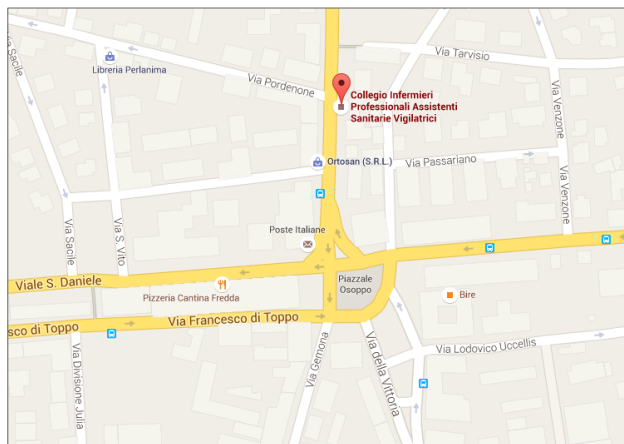 Via Sacile
Via Tarvisio
Libreria Perlanima
Via Pordenone
Via Venzone
Collegio Infermieri
Professionali Assistenti
Sanitarie Vigilatrici
Ortosan (S.R.L.)
Via Passariano
Via Venzone
Via Sacile
Via S. Vito
Poste Italiane
Viale S. Daniele
Pizzeria Cantina Fredda
Piazzale
Osoppo
Bire
sco di Toppo
Via Francesco di Toppo
Via Gemona
Via della Vittoria
Via Lodovico Uccellis
Via Divisione Julia